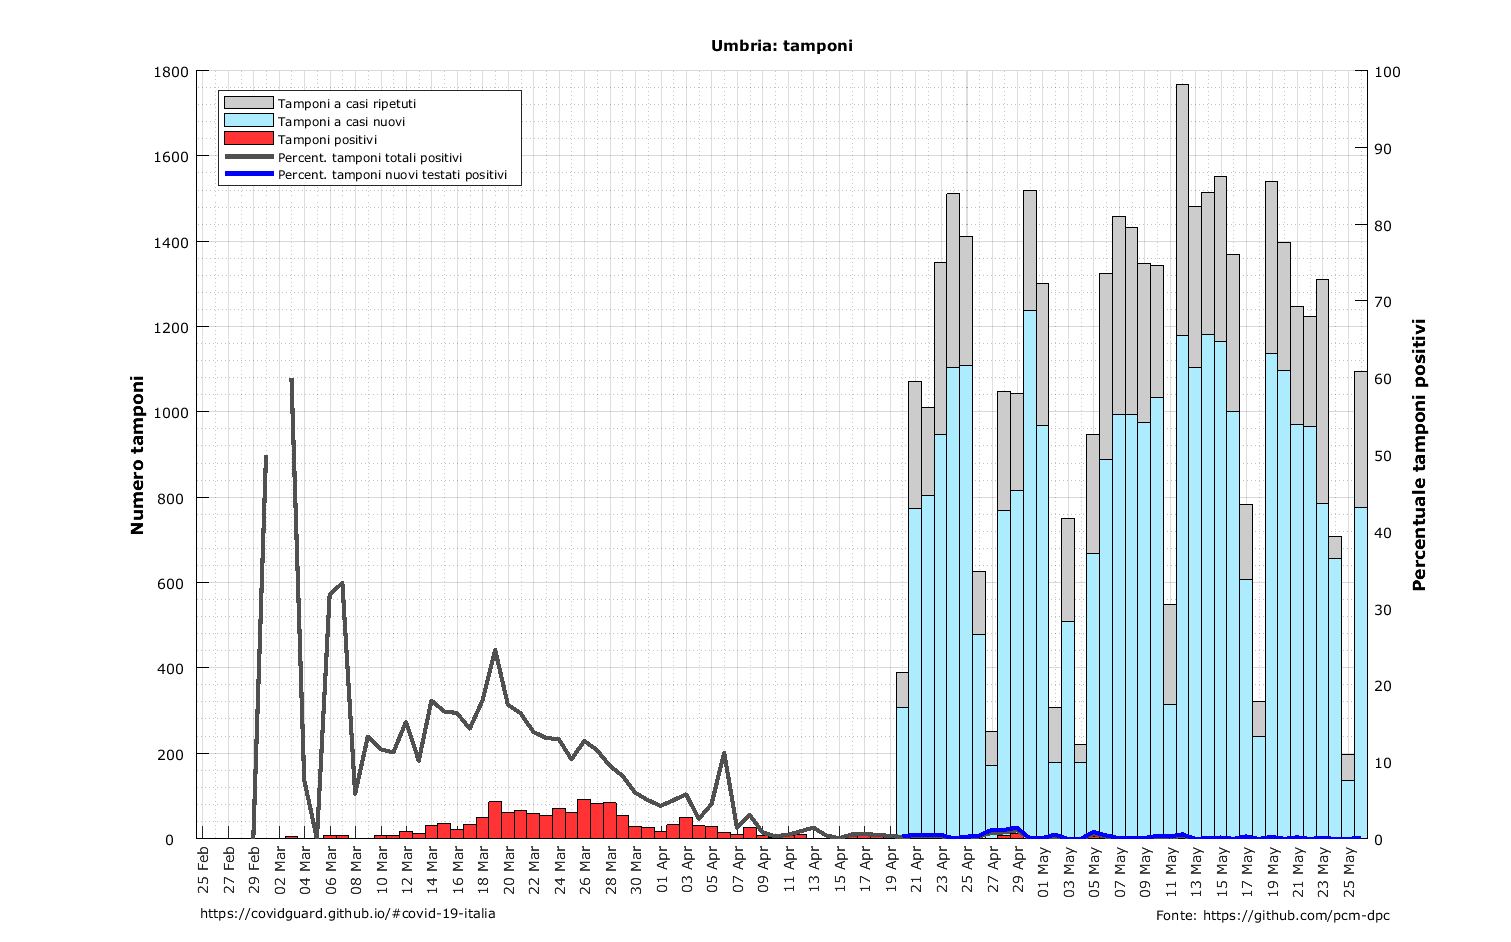 Umbria: tamponi
1800
1600
1400
1200
1000
800
600
400
200
0
100
90
80
70
60
50
40
30
20
10
0
Tamponi a casi ripetuti
Tamponi a casi nuovi
Tamponi positivi
Percent. tamponi totali positivi
Percent. tamponi nuovi testati positivi
Numero tamponi
Percentuale tamponi positivi
25 Feb
27 Feb
29 Feb
02 Mar
04 Mar
06 Mar
08 Mar
10 Mar
12 Mar
14 Mar
16 Mar
18 Mar
20 Mar
22 Mar
24 Mar
26 Mar
28 Mar
30 Mar
01 Apr
03 Apr
05 Apr
07 Apr
09 Apr
11 Apr
13 Apr
15 Apr
17 Apr
19 Apr
21 Apr
23 Apr
25 Apr
27 Apr
29 Apr
01 May
03 May
05 May
07 May
09 May
11 May
13 May
15 May
17 May
19 May
21 May
23 May
25 May
https://covidguard.github.io/#covid-19-italia
Fonte: https://github.com/pcm-dpc